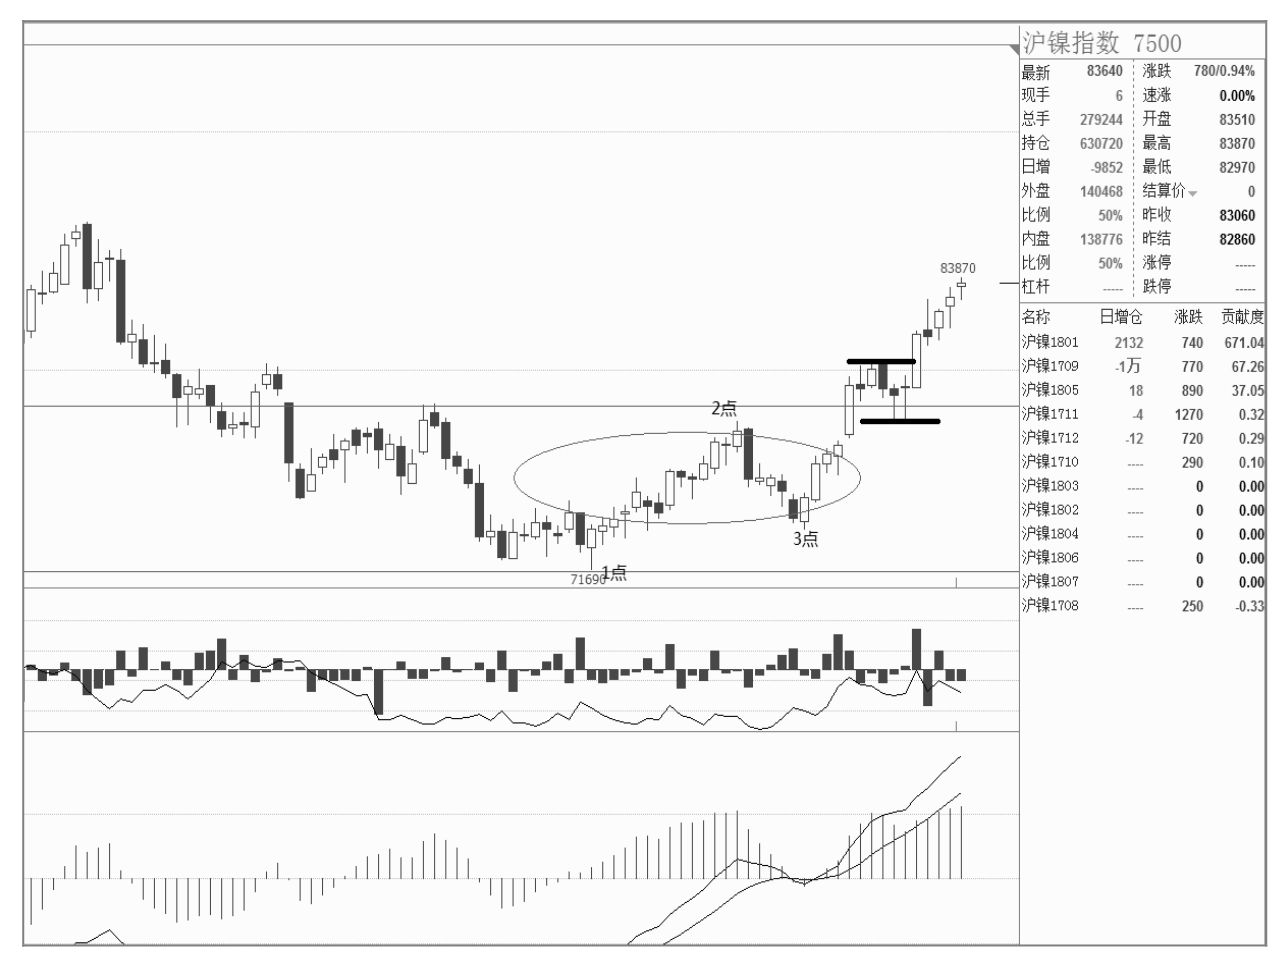 沪镍指数 7500
最新 83640 涨跌 780/0.94%
现手 6 速涨 0.00%
总手 279244 开盘 83510
持仓 630720 最高 83870
日增 -9852 最低 82970
外盘 140468 结算价 0
比例 50% 昨收 83060
内盘 138776 昨结 82860
比例 50% 涨停 -----
杠杆 ----- 跌停 -----
名称 日增仓 涨跌 贡献度
沪镍1801 2132 740 671.04
沪镍1709 -1万 770 67.26
沪镍1805 18 890 37.05
沪镍1711 -4 1270 0.32
沪镍1712 -12 720 0.29
沪镍1710 ---- 290 0.10
沪镍1803 ---- 0 0.00
沪镍1802 ---- 0 0.00
沪镍1804 ---- 0 0.00
沪镍1806 ---- 0 0.00
沪镍1807 ---- 0 0.00
沪镍1708 ---- 250 -0.33
83870
2点
3点
71690
1点